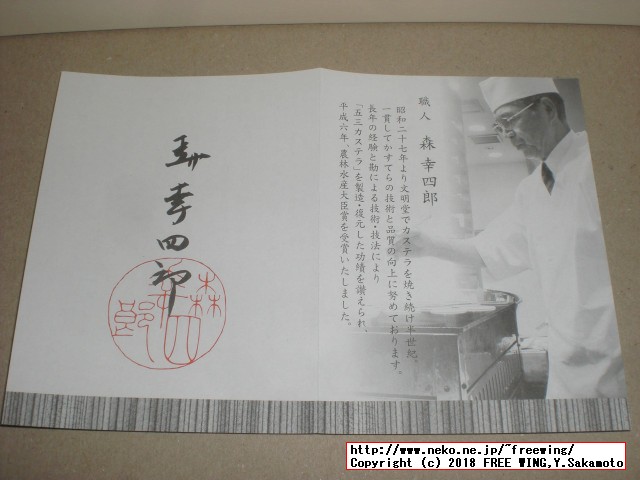 職人 森 幸四郎
昭和二十七年より文明堂でカステラを焼き続け半世紀、
一貫してかすてらの技術と品質の向上に努めております。
長年の経験と勘による技術・技法により
「五三カステラ」を製造・復元した功績を讃えられ、
平成六年、農林水産大臣賞を受賞いたしました。
森幸四郎
森幸四郎
http://www.neko.ne.jp/~freewing/
Copyright (c) 2018 FREE WING,Y.Sakamoto